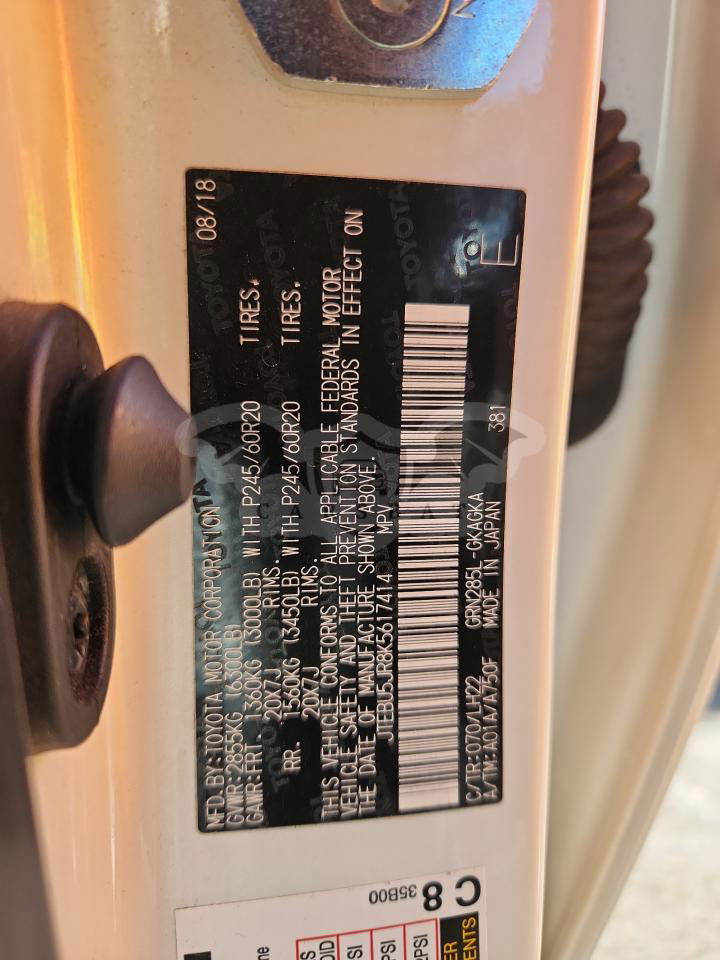 MFD.BY:TOYOTA MOTOR CORPORATION 08/18
GVWR:2855KG (6300LB)
GAWR:FRT. 1360KG (3000LB) WITH P245/60R20 TIRES.
20X7J RIMS.
RR. 1560KG (3450LB) WITH P245/60R20 TIRES.
20X7J RIMS.
THIS VEHICLE CONFORMS TO ALL APPLICABLE FEDERAL MOTOR
VEHICLE SAFETY AND THEFT PREVENTION STANDARDS IN EFFECT ON
THE DATE OF MANUFACTURE SHOWN ABOVE.
JTEBU5JR8K5617414 MPV
C/TR:070/LH22 GRN285L-GKAGKA 381
A/TM:A01A/A750F MADE IN JAPAN
E
C 8
35B00
PSI